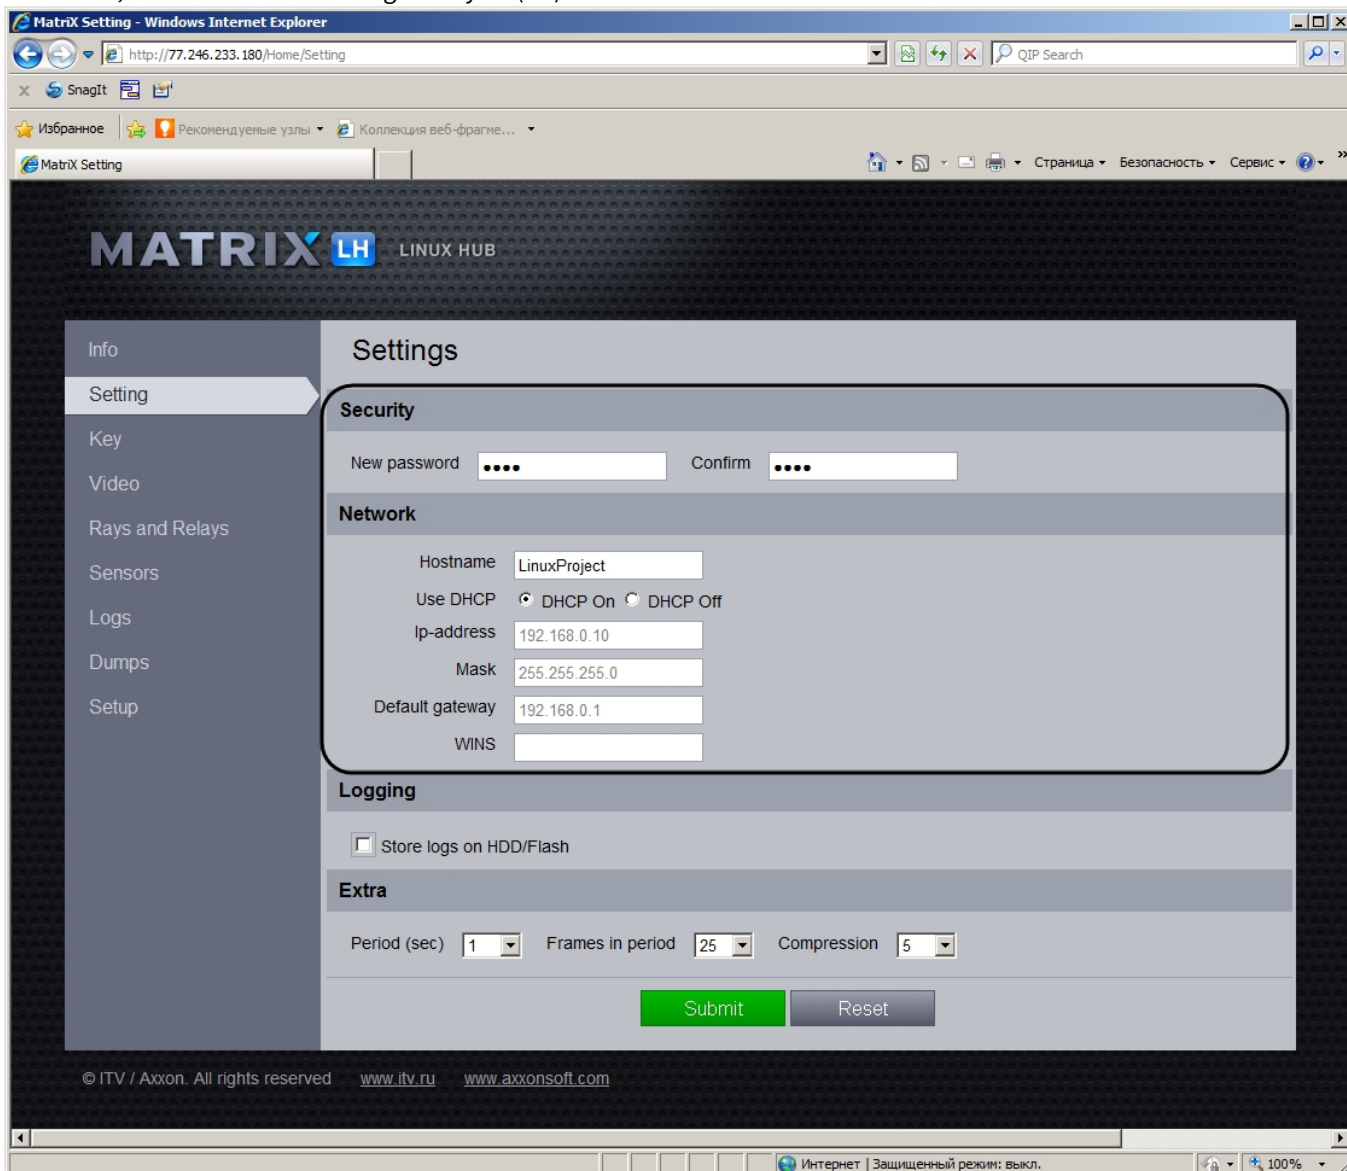 MatriX Setting - Windows Internet Explorer
http://77.246.233.180/Home/Setting
QIP Search
x SnagIt
Избранное Рекомендуемые узлы Коллекция веб-фрагме...
MatriX Setting Страница Безопасность Сервис »
MATRIX LH LINUX HUB
Info
Setting
Key
Video
Rays and Relays
Sensors
Logs
Dumps
Setup
Settings
Security
New password •••• Confirm ••••
Network
Hostname LinuxProject
Use DHCP DHCP On DHCP Off
Ip-address 192.168.0.10
Mask 255.255.255.0
Default gateway 192.168.0.1
WINS
Logging
Store logs on HDD/Flash
Extra
Period (sec) 1 Frames in period 25 Compression 5
Submit Reset
© ITV / Axxon. All rights reserved www.itv.ru www.axxonsoft.com
Интернет | Защищенный режим: выкл. 100%